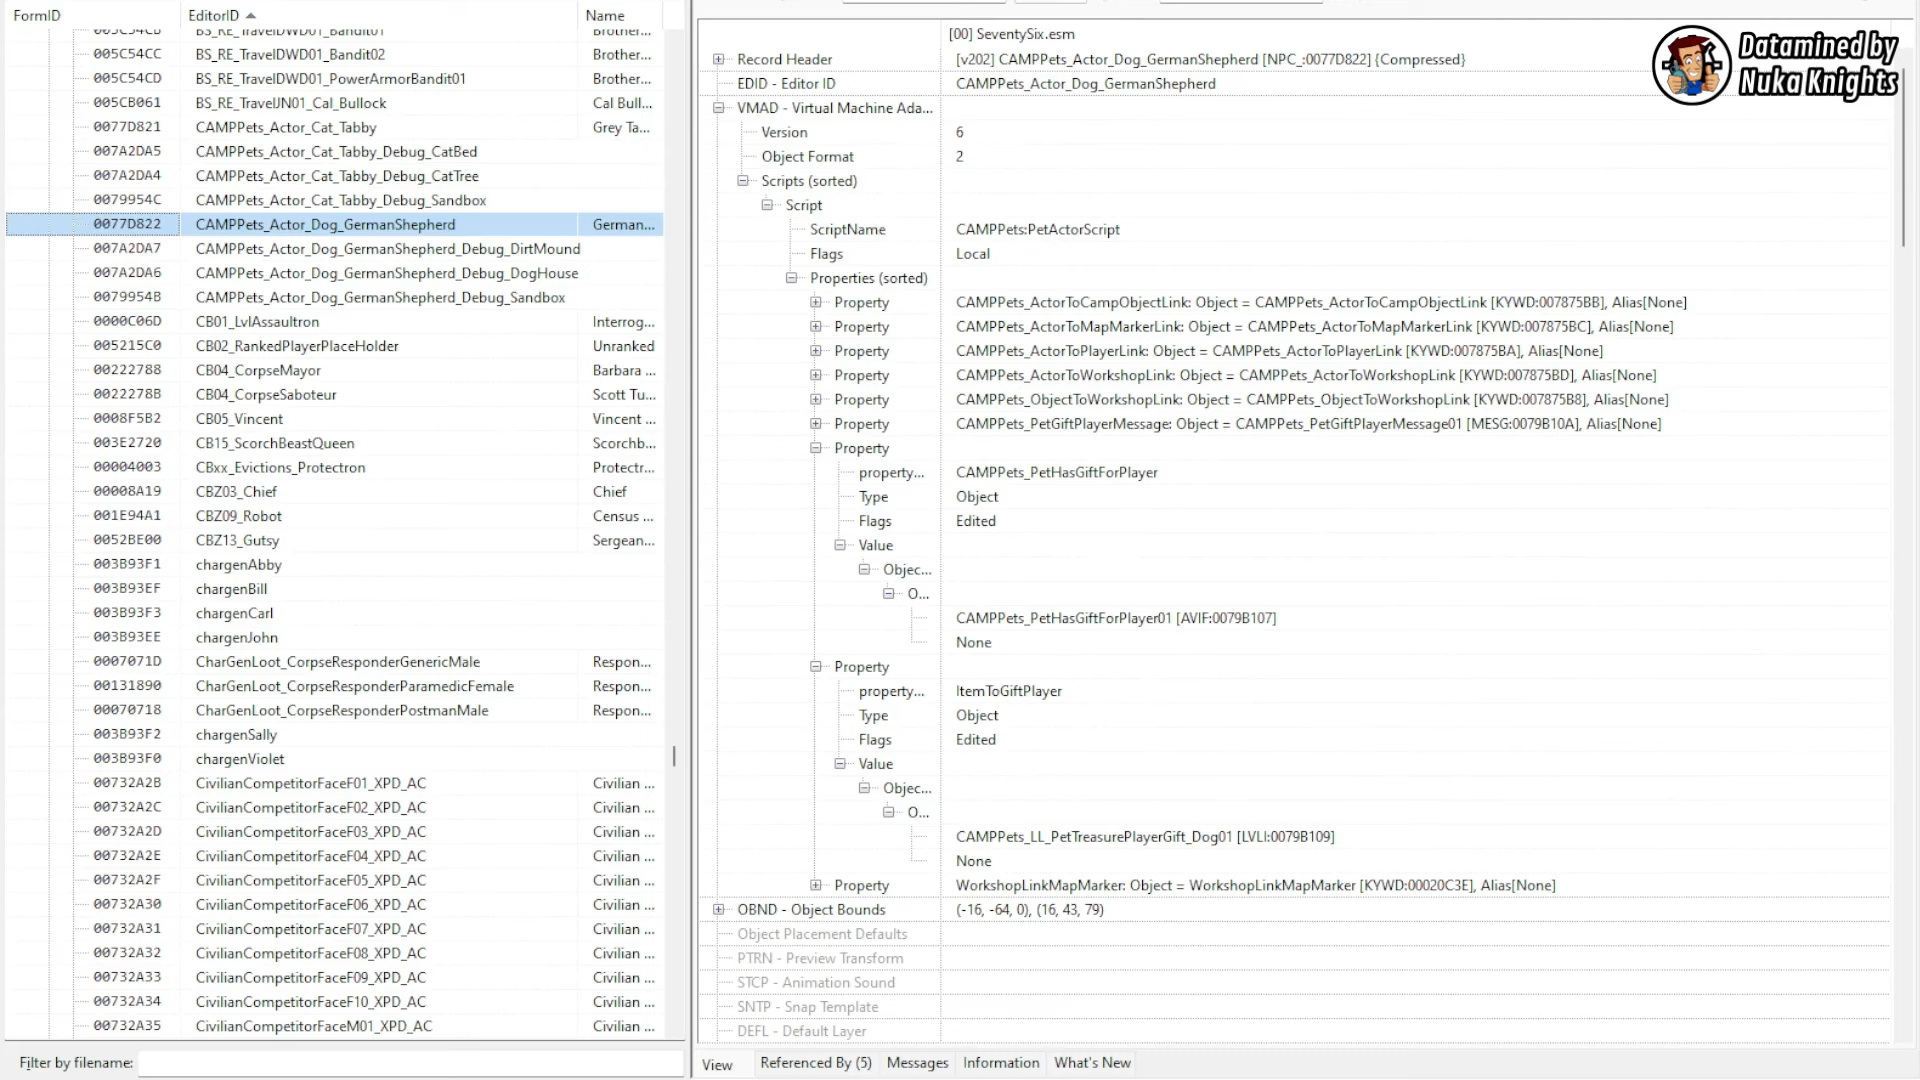 FormID EditorID Name
005C54CB BS_RE_TravelDWD01_Bandit01 Brother...
005C54CC BS_RE_TravelDWD01_Bandit02 Brother...
005C54CD BS_RE_TravelDWD01_PowerArmorBandit01 Brother...
005CB061 BS_RE_TravelJN01_Cal_Bullock Cal Bull...
0077D821 CAMPPets_Actor_Cat_Tabby Grey Ta...
007A2DA5 CAMPPets_Actor_Cat_Tabby_Debug_CatBed
007A2DA4 CAMPPets_Actor_Cat_Tabby_Debug_CatTree
0079954C CAMPPets_Actor_Cat_Tabby_Debug_Sandbox
0077D822 CAMPPets_Actor_Dog_GermanShepherd German...
007A2DA7 CAMPPets_Actor_Dog_GermanShepherd_Debug_DirtMound
007A2DA6 CAMPPets_Actor_Dog_GermanShepherd_Debug_DogHouse
0079954B CAMPPets_Actor_Dog_GermanShepherd_Debug_Sandbox
0000C06D CB01_LvlAssaultron Interrog...
005215C0 CB02_RankedPlayerPlaceHolder Unranked
00222788 CB04_CorpseMayor Barbara ...
0022278B CB04_CorpseSaboteur Scott Tu...
0008F5B2 CB05_Vincent Vincent ...
003E2720 CB15_ScorchBeastQueen Scorchb...
00004003 CBxx_Evictions_Protectron Protectr...
00008A19 CBZ03_Chief Chief
001E94A1 CBZ09_Robot Census ...
0052BE00 CBZ13_Gutsy Sergean...
003B93F1 chargenAbby
003B93EF chargenBill
003B93F3 chargenCarl
003B93EE chargenJohn
0007071D CharGenLoot_CorpseResponderGenericMale Respon...
00131890 CharGenLoot_CorpseResponderParamedicFemale Respon...
00070718 CharGenLoot_CorpseResponderPostmanMale Respon...
003B93F2 chargenSally
003B93F0 chargenViolet
00732A2B CivilianCompetitorFaceF01_XPD_AC Civilian ...
00732A2C CivilianCompetitorFaceF02_XPD_AC Civilian ...
00732A2D CivilianCompetitorFaceF03_XPD_AC Civilian ...
00732A2E CivilianCompetitorFaceF04_XPD_AC Civilian ...
00732A2F CivilianCompetitorFaceF05_XPD_AC Civilian ...
00732A30 CivilianCompetitorFaceF06_XPD_AC Civilian ...
00732A31 CivilianCompetitorFaceF07_XPD_AC Civilian ...
00732A32 CivilianCompetitorFaceF08_XPD_AC Civilian ...
00732A33 CivilianCompetitorFaceF09_XPD_AC Civilian ...
00732A34 CivilianCompetitorFaceF10_XPD_AC Civilian ...
00732A35 CivilianCompetitorFaceM01_XPD_AC Civilian ...
Filter by filename:
[00] SeventySix.esm
Record Header [v202] CAMPPets_Actor_Dog_GermanShepherd [NPC_:0077D822] {Compressed}
EDID - Editor ID CAMPPets_Actor_Dog_GermanShepherd
VMAD - Virtual Machine Ada...
Version 6
Object Format 2
Scripts (sorted)
Script
ScriptName CAMPPets:PetActorScript
Flags Local
Properties (sorted)
Property CAMPPets_ActorToCampObjectLink: Object = CAMPPets_ActorToCampObjectLink [KYWD:007875BB], Alias[None]
Property CAMPPets_ActorToMapMarkerLink: Object = CAMPPets_ActorToMapMarkerLink [KYWD:007875BC], Alias[None]
Property CAMPPets_ActorToPlayerLink: Object = CAMPPets_ActorToPlayerLink [KYWD:007875BA], Alias[None]
Property CAMPPets_ActorToWorkshopLink: Object = CAMPPets_ActorToWorkshopLink [KYWD:007875BD], Alias[None]
Property CAMPPets_ObjectToWorkshopLink: Object = CAMPPets_ObjectToWorkshopLink [KYWD:007875B8], Alias[None]
Property CAMPPets_PetGiftPlayerMessage: Object = CAMPPets_PetGiftPlayerMessage01 [MESG:0079B10A], Alias[None]
Property
property... CAMPPets_PetHasGiftForPlayer
Type Object
Flags Edited
Value
Objec...
O...
CAMPPets_PetHasGiftForPlayer01 [AVIF:0079B107]
None
Property
property... ItemToGiftPlayer
Type Object
Flags Edited
Value
Objec...
O...
CAMPPets_LL_PetTreasurePlayerGift_Dog01 [LVLI:0079B109]
None
Property WorkshopLinkMapMarker: Object = WorkshopLinkMapMarker [KYWD:00020C3E], Alias[None]
OBND - Object Bounds (-16, -64, 0), (16, 43, 79)
Object Placement Defaults
PTRN - Preview Transform
STCP - Animation Sound
SNTP - Snap Template
DEFL - Default Layer
View Referenced By (5) Messages Information What's New
Datamined by
Nuka Knights